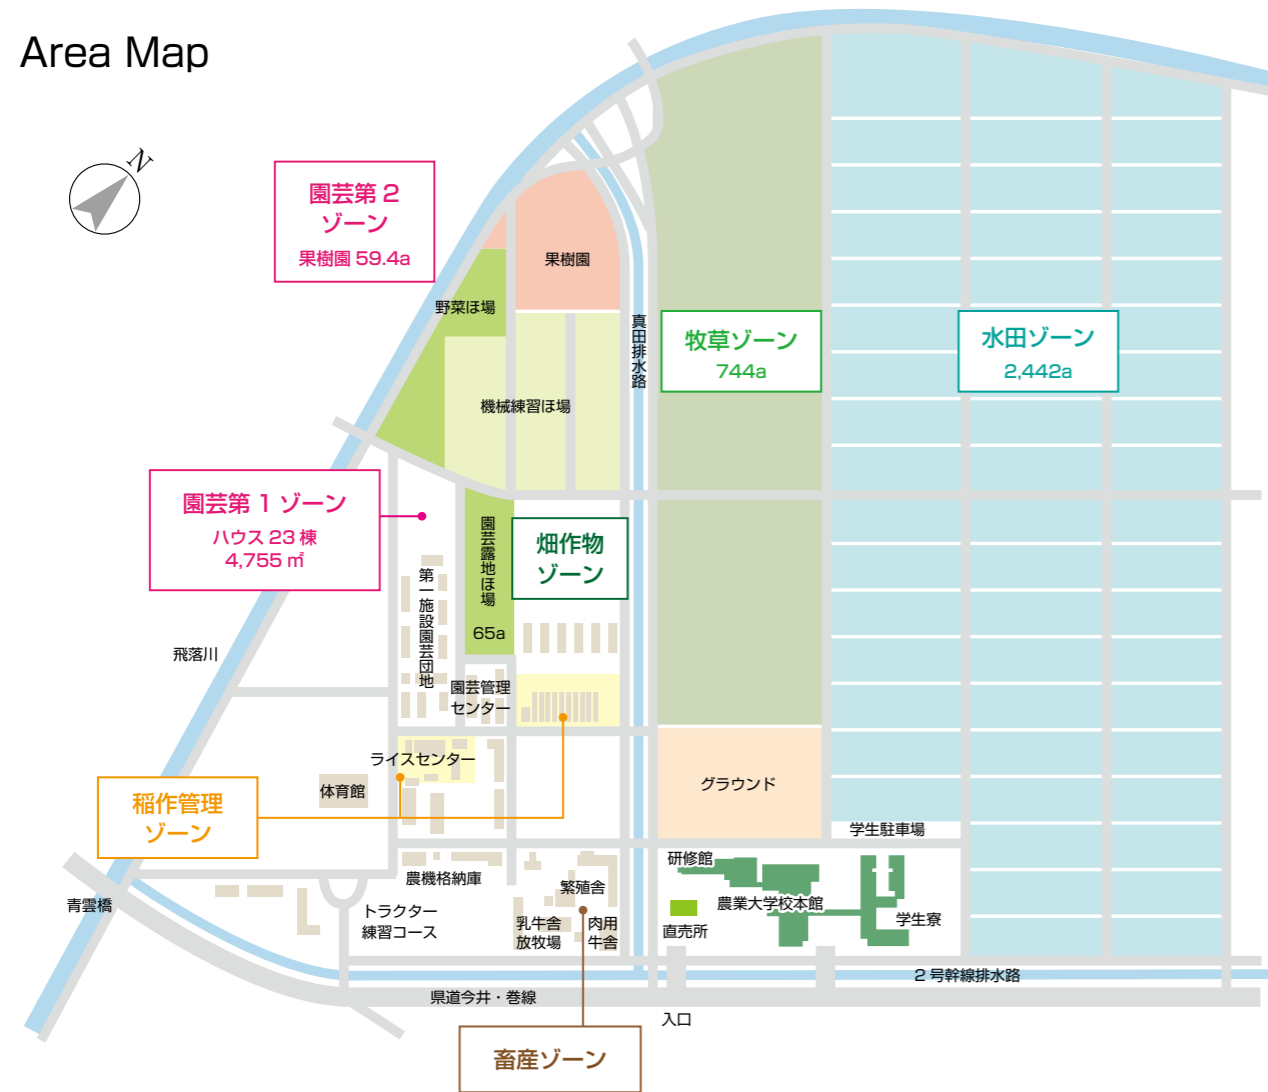 Area Map
N
園芸第2
ゾーン
果樹園 59.4a
果樹園
野菜ほ場
真田排水路
牧草ゾーン
744a
水田ゾーン
2,442a
機械練習ほ場
園芸第1ゾーン
ハウス23棟
4,755㎡
園芸露地ほ場
65a
畑作物
ゾーン
第一施設園芸団地
飛落川
園芸管理
センター
ライスセンター
体育館
稲作管理
ゾーン
グラウンド
学生駐車場
研修館
農機格納庫
繁殖舎
農業大学校本館
青雲橋
トラクター
練習コース
乳牛舎
放牧場
肉用
牛舎
直売所
学生寮
2号幹線排水路
県道今井・巻線
入口
畜産ゾーン